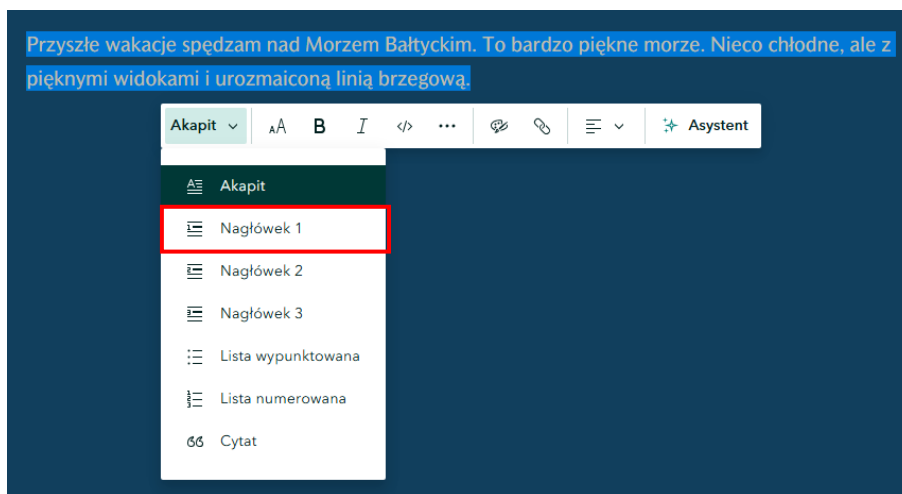 Przyszłe wakacje spędzam nad Morzem Bałtyckim. To bardzo piękne morze. Nieco chłodne, ale z
pięknymi widokami i urozmaiconą linią brzegową.
Akapit AA B I </> ... Asystent
Akapit
Nagłówek 1
Nagłówek 2
Nagłówek 3
Lista wypunktowana
Lista numerowana
Cytat